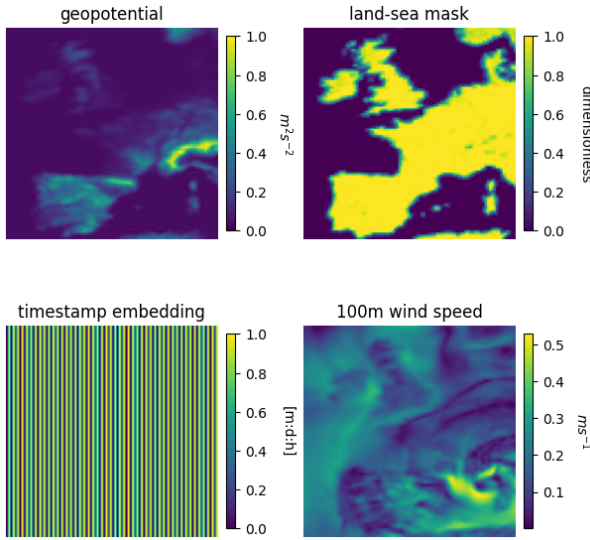 geopotential
1.0
0.8
0.6
0.4
0.2
0.0
m²s⁻²
land-sea mask
1.0
0.8
0.6
0.4
0.2
0.0
dimensionless
timestamp embedding
1.0
0.8
0.6
0.4
0.2
0.0
[m:d:h]
100m wind speed
0.5
0.4
0.3
0.2
0.1
ms⁻¹